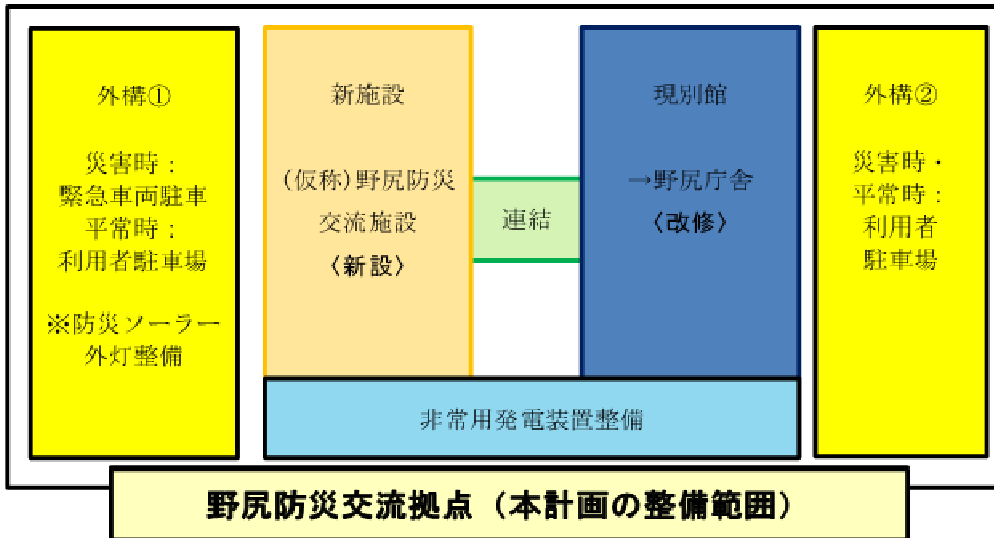 外構①
災害時：
緊急車両駐車
平常時：
利用者駐車場
※防災ソーラー
外灯整備
新施設
(仮称)野尻防災
交流施設
〈新設〉
連結
現別館
→野尻庁舎
〈改修〉
外構②
災害時・
平常時：
利用者
駐車場
非常用発電装置整備
野尻防災交流拠点（本計画の整備範囲）